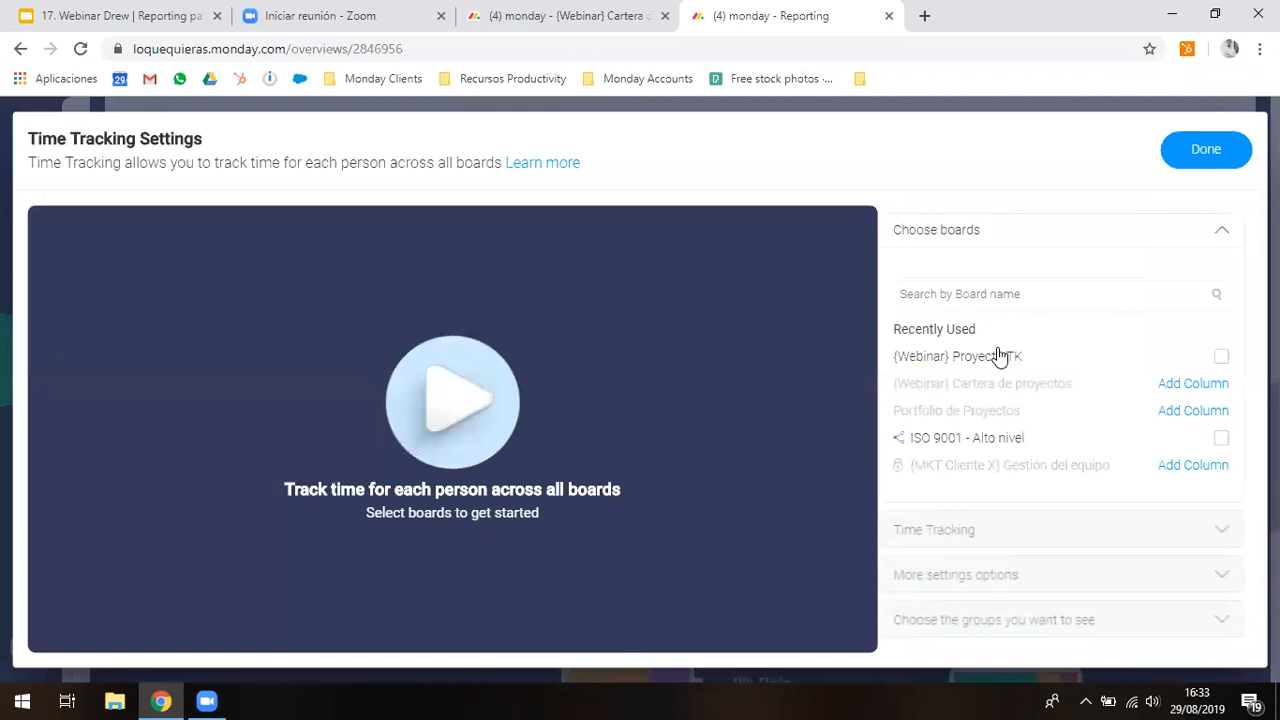 17. Webinar Drew | Reporting pa
Iniciar reunión - Zoom
(4) monday - {Webinar} Cartera c
(4) monday - Reporting
loquequieras.monday.com/overviews/2846956
Aplicaciones
29
Monday Clients
Recursos Productivity
Monday Accounts
Free stock photos · ...
Time Tracking Settings
Time Tracking allows you to track time for each person across all boards Learn more
Done
Choose boards
Search by Board name
Recently Used
{Webinar} Proyecto TK
{Webinar} Cartera de proyectos Add Column
Portfolio de Proyectos Add Column
ISO 9001 - Alto nivel
{MKT Cliente X} Gestión del equipo Add Column
Time Tracking
More settings options
Choose the groups you want to see
Track time for each person across all boards
Select boards to get started
16:33
29/08/2019
19